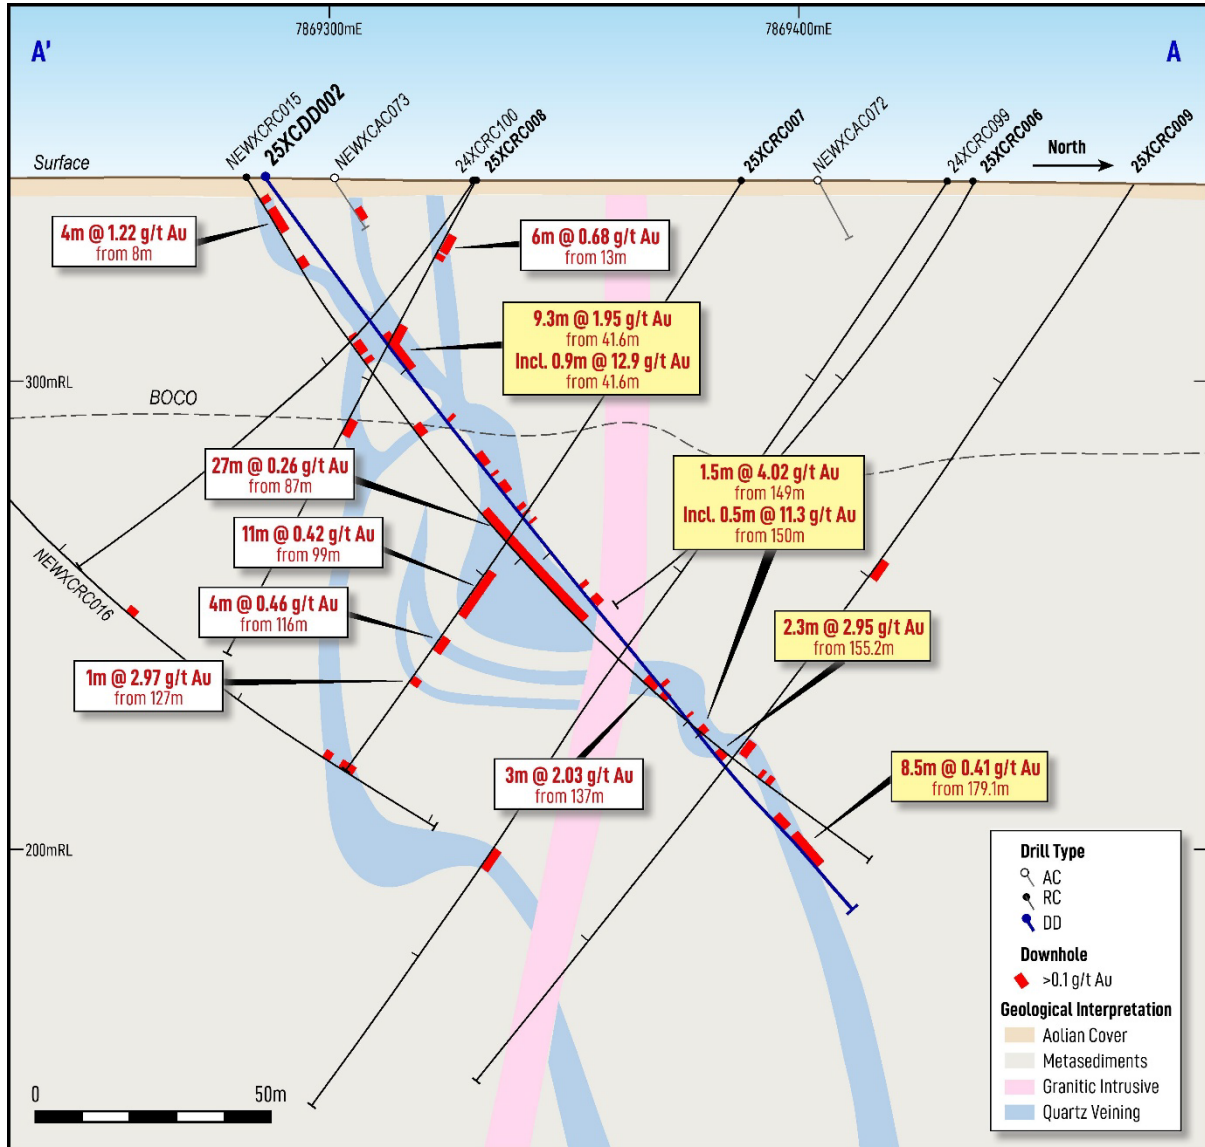 7869300mE
7869400mE
A'
A
NEWXCRC015
25XCDD002
NEWXCAC073
24XCRC100
25XCRC008
25XCRC007
NEWXCAC072
24XCRC099
25XCRC006
North
25XCRC009
Surface
4m @ 1.22 g/t Au
from 8m
6m @ 0.68 g/t Au
from 13m
9.3m @ 1.95 g/t Au
from 41.6m
Incl. 0.9m @ 12.9 g/t Au
from 41.6m
300mRL
BOCO
27m @ 0.26 g/t Au
from 87m
1.5m @ 4.02 g/t Au
from 149m
Incl. 0.5m @ 11.3 g/t Au
from 150m
11m @ 0.42 g/t Au
from 99m
NEWXCRC016
4m @ 0.46 g/t Au
from 116m
2.3m @ 2.95 g/t Au
from 155.2m
1m @ 2.97 g/t Au
from 127m
3m @ 2.03 g/t Au
from 137m
8.5m @ 0.41 g/t Au
from 179.1m
200mRL
Drill Type
AC
RC
DD
Downhole
>0.1 g/t Au
Geological Interpretation
Aolian Cover
Metasediments
Granitic Intrusive
Quartz Veining
0
50m